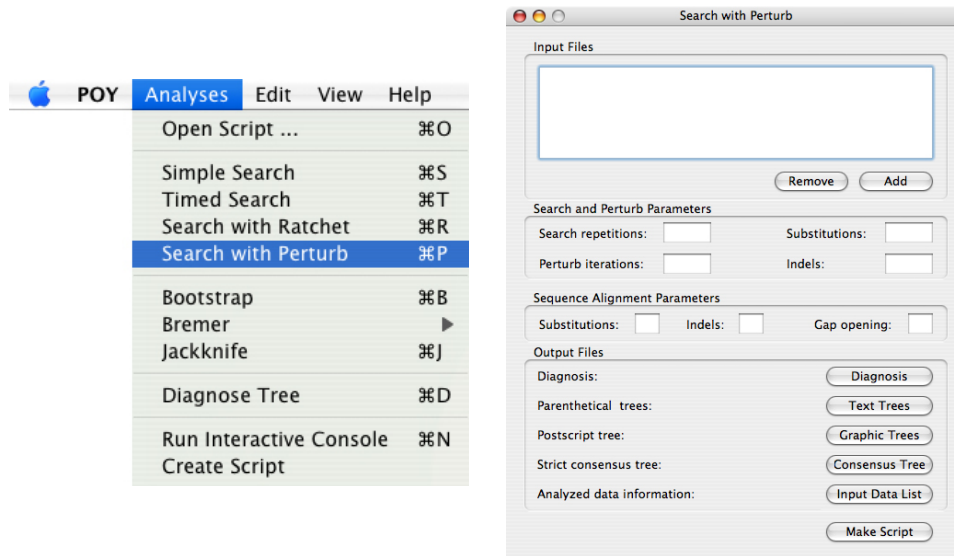 POY Analyses Edit View Help
Open Script ... ⌘O
Simple Search ⌘S
Timed Search ⌘T
Search with Ratchet ⌘R
Search with Perturb ⌘P
Bootstrap ⌘B
Bremer
Jackknife ⌘J
Diagnose Tree ⌘D
Run Interactive Console ⌘N
Create Script
Search with Perturb
Input Files
Remove Add
Search and Perturb Parameters
Search repetitions: Substitutions:
Perturb iterations: Indels:
Sequence Alignment Parameters
Substitutions: Indels: Gap opening:
Output Files
Diagnosis: Diagnosis
Parenthetical trees: Text Trees
Postscript tree: Graphic Trees
Strict consensus tree: Consensus Tree
Analyzed data information: Input Data List
Make Script